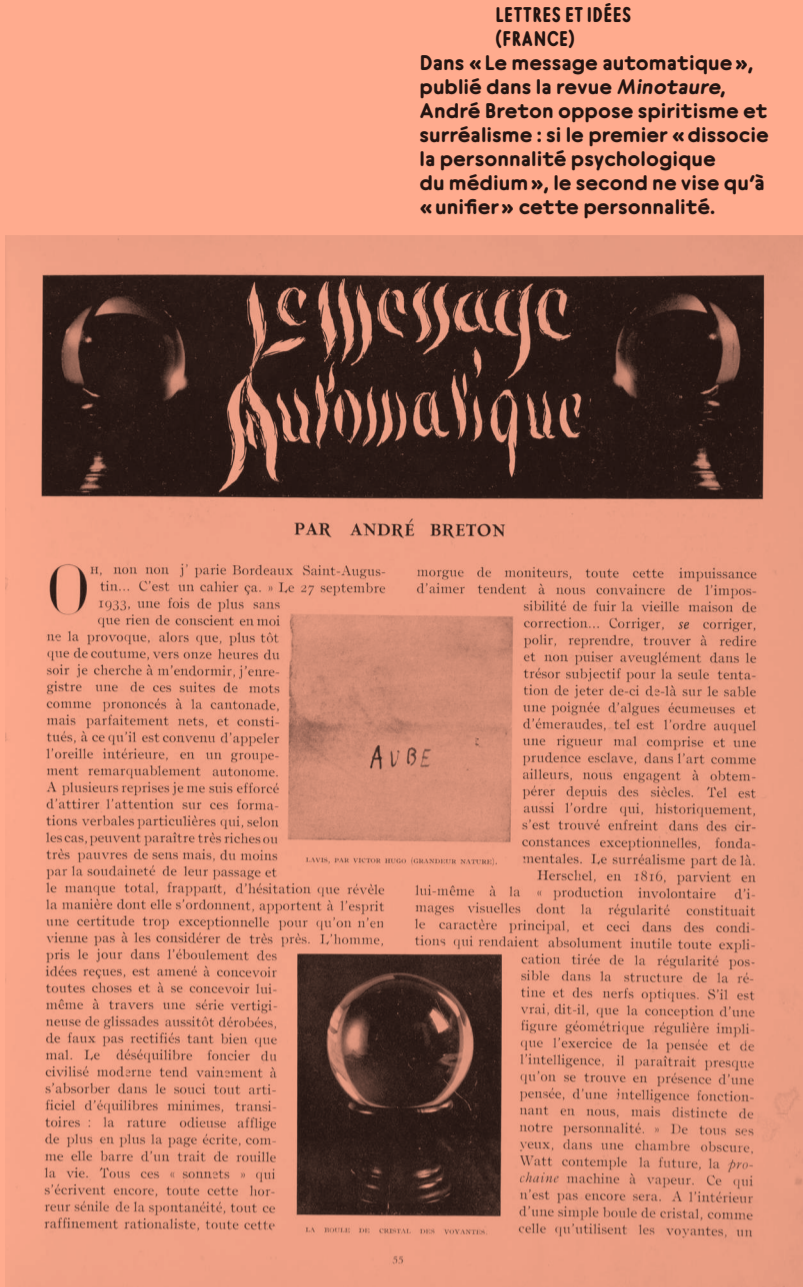 LETTRES ET IDÉES
(FRANCE)
Dans « Le message automatique »,
publié dans la revue Minotaure,
André Breton oppose spiritisme et
surréalisme : si le premier « dissocie
la personnalité psychologique
du médium », le second ne vise qu'à
« unifier » cette personnalité.
Le Message
Automatique
PAR ANDRÉ BRETON
OH, non non j' parie Bordeaux Saint-Augus-
tin... C'est un cahier ça. » Le 27 septembre
1933, une fois de plus sans
que rien de conscient en moi
ne la provoque, alors que, plus tôt
que de coutume, vers onze heures du
soir je cherche à m'endormir, j'enre-
gistre une de ces suites de mots
comme prononcés à la cantonade,
mais parfaitement nets, et consti-
tués, à ce qu'il est convenu d'appeler
l'oreille intérieure, en un groupe-
ment remarquablement autonome.
A plusieurs reprises je me suis efforcé
d'attirer l'attention sur ces forma-
tions verbales particulières qui, selon
les cas, peuvent paraître très riches ou
très pauvres de sens mais, du moins
par la soudaineté de leur passage et
le manque total, frappant, d'hésitation que révèle
la manière dont elle s'ordonnent, apportent à l'esprit
une certitude trop exceptionnelle pour qu'on n'en
vienne pas à les considérer de très près. L'homme,
pris le jour dans l'éboulement des
idées reçues, est amené à concevoir
toutes choses et à se concevoir lui-
même à travers une série vertigi-
neuse de glissades aussitôt dérobées,
de faux pas rectifiés tant bien que
mal. Le déséquilibre foncier du
civilisé moderne tend vainement à
s'absorber dans le souci tout arti-
ficiel d'équilibres minimes, transi-
toires : la rature odieuse afflige
de plus en plus la page écrite, com-
me elle barre d'un trait de rouille
la vie. Tous ces « sonnets » qui
s'écrivent encore, toute cette hor-
reur sénile de la spontanéité, tout ce
raffinement rationaliste, toute cette
AUBE
LAVIS, PAR VICTOR HUGO (GRANDEUR NATURE).
LA BOULE DE CRISTAL DES VOYANTES.
morgue de moniteurs, toute cette impuissance
d'aimer tendent à nous convaincre de l'impos-
sibilité de fuir la vieille maison de
correction... Corriger, se corriger,
polir, reprendre, trouver à redire
et non puiser aveuglément dans le
trésor subjectif pour la seule tenta-
tion de jeter de-ci de-là sur le sable
une poignée d'algues écumeuses et
d'émeraudes, tel est l'ordre auquel
une rigueur mal comprise et une
prudence esclave, dans l'art comme
ailleurs, nous engagent à obtem-
pérer depuis des siècles. Tel est
aussi l'ordre qui, historiquement,
s'est trouvé enfreint dans des cir-
constances exceptionnelles, fonda-
mentales. Le surréalisme part de là.
Herschel, en 1816, parvient en
lui-même à la « production involontaire d'i-
mages visuelles dont la régularité constituait
le caractère principal, et ceci dans des condi-
tions qui rendaient absolument inutile toute expli-
cation tirée de la régularité pos-
sible dans la structure de la ré-
tine et des nerfs optiques. S'il est
vrai, dit-il, que la conception d'une
figure géométrique régulière impli-
que l'exercice de la pensée et de
l'intelligence, il paraîtrait presque
qu'on se trouve en présence d'une
pensée, d'une intelligence fonction-
nant en nous, mais distincte de
notre personnalité. » De tous ses
yeux, dans une chambre obscure,
Watt contemple la future, la pro-
chaine machine à vapeur. Ce qui
n'est pas encore sera. A l'intérieur
d'une simple boule de cristal, comme
celle qu'utilisent les voyantes, un
55